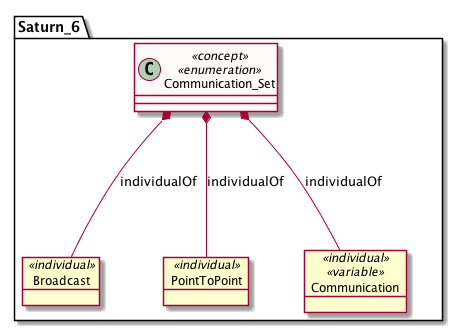 Saturn_6
C
«concept»
«enumeration»
Communication_Set
individualOf
individualOf
individualOf
«individual»
Broadcast
«individual»
PointToPoint
«individual»
«variable»
Communication